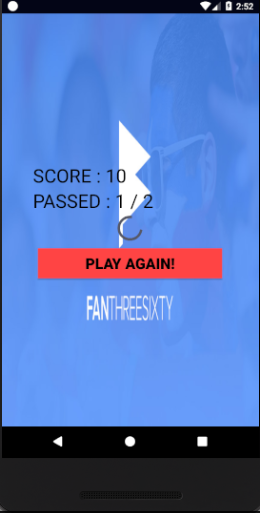 2:52
SCORE : 10
PASSED : 1 / 2
PLAY AGAIN!
FANTHREESIXTY